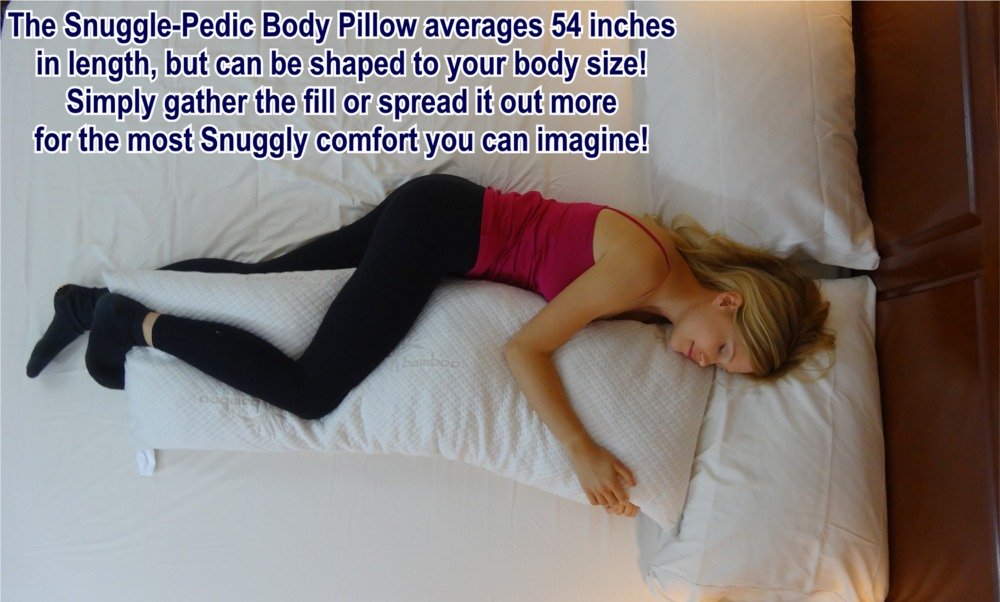 The Snuggle-Pedic Body Pillow averages 54 inches
in length, but can be shaped to your body size!
Simply gather the fill or spread it out more
for the most Snuggly comfort you can imagine!
bamboo